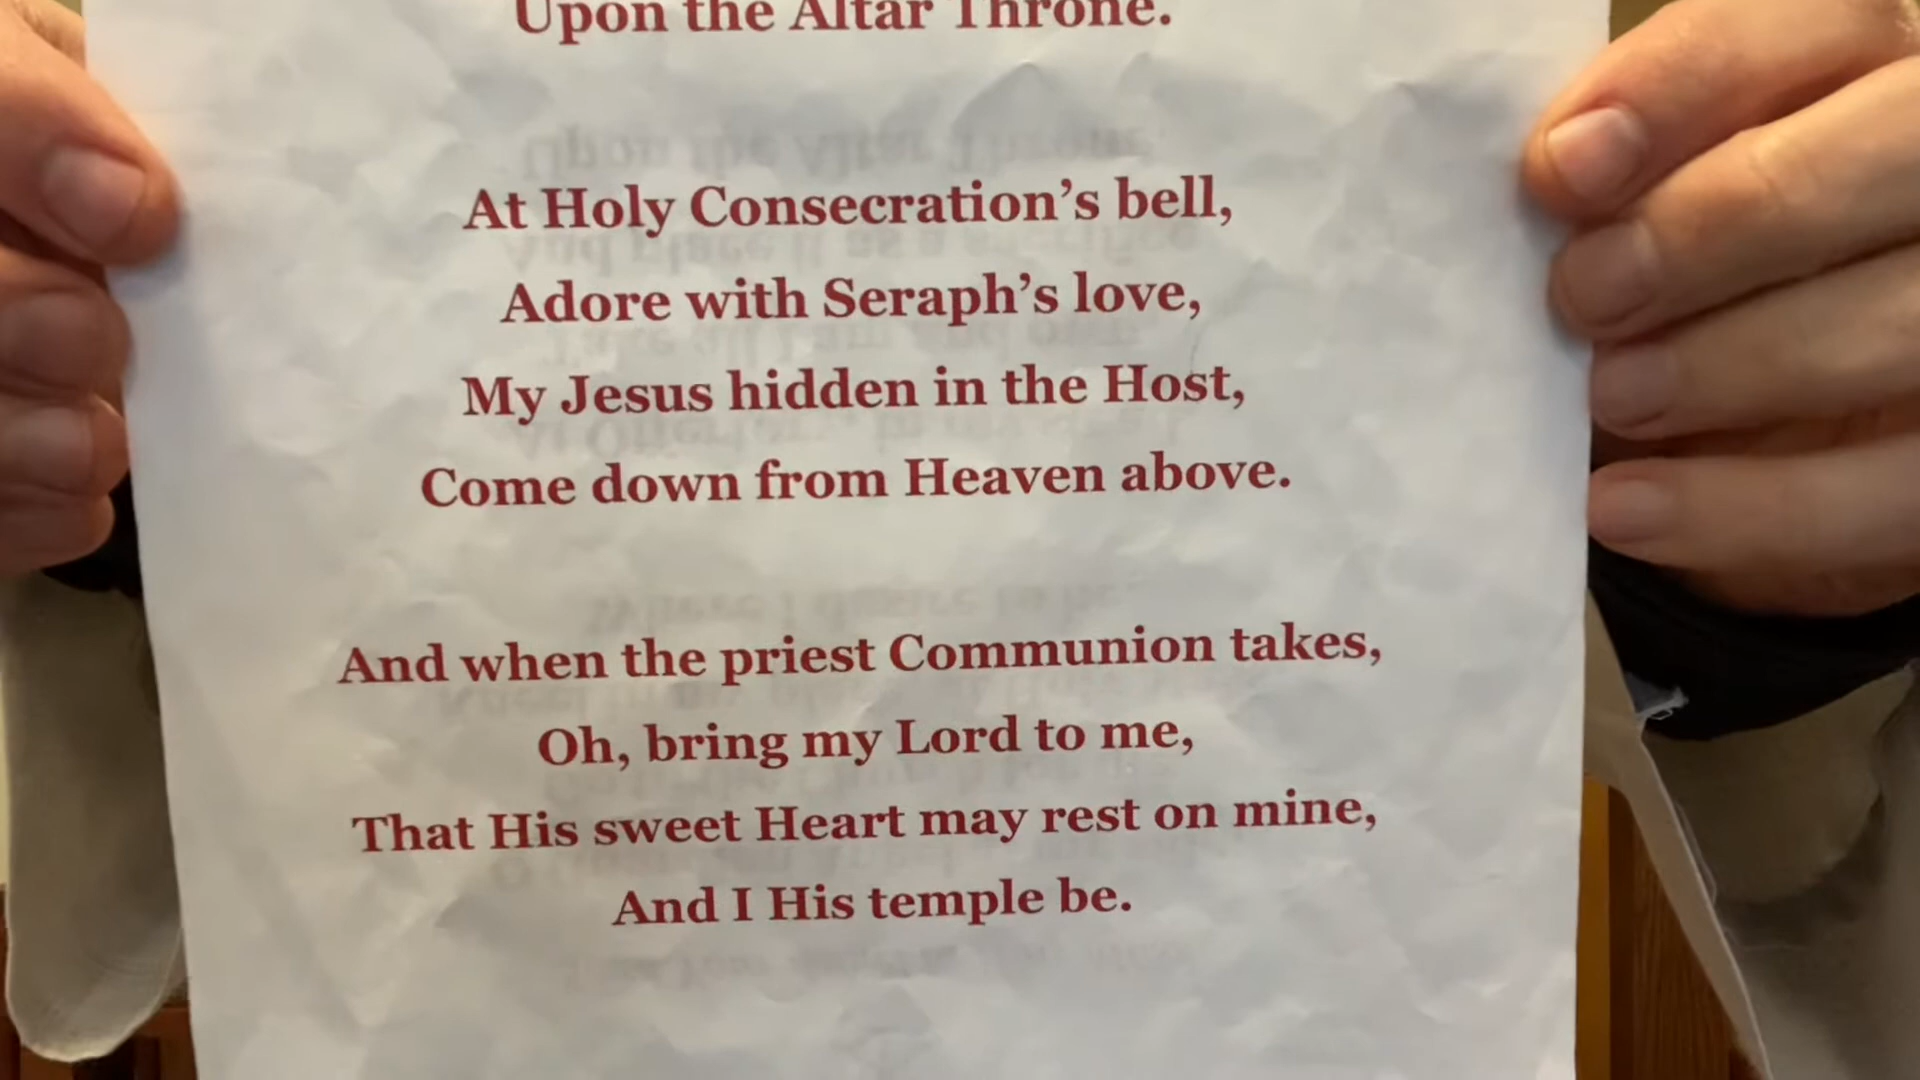 Upon the Altar Throne.
At Holy Consecration’s bell,
Adore with Seraph’s love,
My Jesus hidden in the Host,
Come down from Heaven above.
And when the priest Communion takes,
Oh, bring my Lord to me,
That His sweet Heart may rest on mine,
And I His temple be.